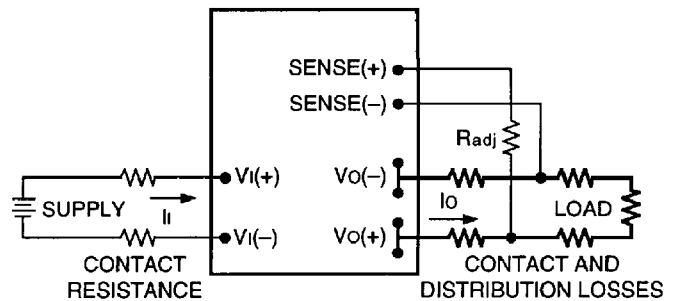 SENSE(+)
SENSE(–)
Radj
VI(+)
VO(–)
SUPPLY
II
IO
LOAD
VI(–)
VO(+)
CONTACT
RESISTANCE
CONTACT AND
DISTRIBUTION LOSSES